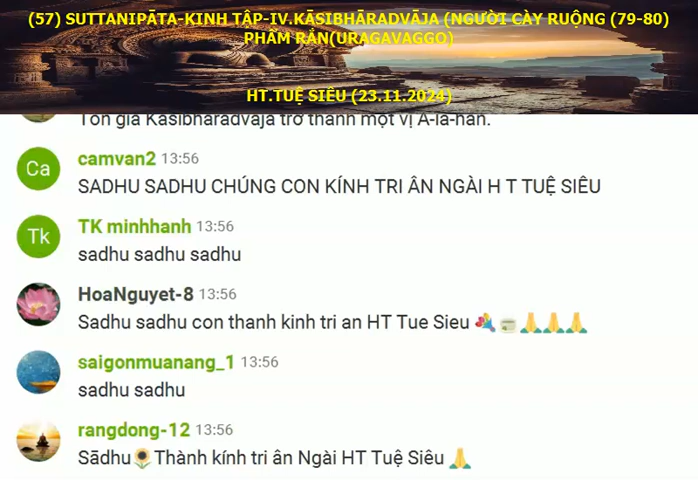 (57) SUTTANIPĀTA-KINH TẬP-IV.KĀSIBHĀRADVĀJA (NGƯỜI CÀY RUỘNG (79-80)
PHẨM RẮN(URAGAVAGGO)
HT.TUỆ SIÊU (23.11.2024)
Tôn giả Kasibhāradvaja trở thành một vị A-la-hán.
Ca
camvan2 13:56
SADHU SADHU CHÚNG CON KÍNH TRI ÂN NGÀI H T TUỆ SIÊU
Tk
TK minhhanh 13:56
sadhu sadhu sadhu
HoaNguyet-8 13:56
Sadhu sadhu con thanh kinh tri an HT Tue Sieu 💐🍵🙏🙏🙏
saigonmuanang_1 13:56
sadhu sadhu
rangdong-12 13:56
Sādhu🌻Thành kính tri ân Ngài HT Tuệ Siêu 🙏